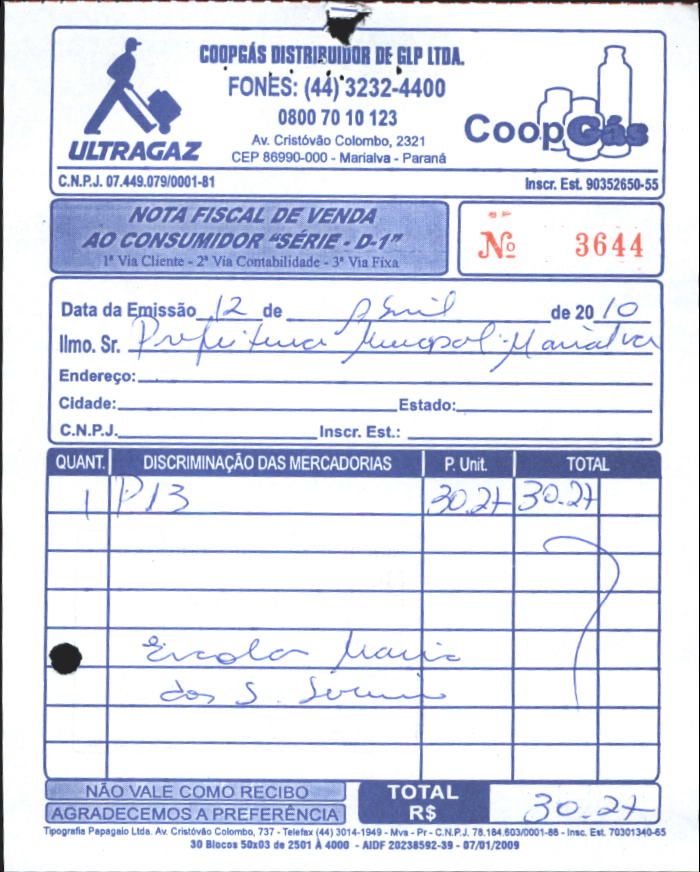 COOPGÁS DISTRIBUIDOR DE GLP LTDA.
FONES: (44) 3232-4400
0800 70 10 123
Av. Cristóvão Colombo, 2321
CEP 86990-000 - Marialva - Paraná
ULTRAGAZ
CoopGás
C.N.P.J. 07.449.079/0001-81
Inscr. Est. 90352650-55
NOTA FISCAL DE VENDA
AO CONSUMIDOR "SÉRIE - D-1"
1ª Via Cliente - 2ª Via Contabilidade - 3ª Via Fixa
Nº 3644
Data da Emissão 12 de Abril de 2010
Ilmo. Sr. Prefeitura Municipal Marialva
Endereço:
Cidade: Estado:
C.N.P.J. Inscr. Est.:
QUANT. DISCRIMINAÇÃO DAS MERCADORIAS P. Unit. TOTAL
1 P13 30.27 30.27
Escola Maria
dos S.
NÃO VALE COMO RECIBO
AGRADECEMOS A PREFERÊNCIA
TOTAL R$ 30.27
Tipografia Papagaio Ltda. Av. Cristóvão Colombo, 737 - Telefax (44) 3014-1949 - Mva - Pr - C.N.P.J. 78.184.603/0001-86 - Insc. Est. 70301340-65
30 Blocos 50x03 de 2501 À 4000 - AIDF 20238592-39 - 07/01/2009